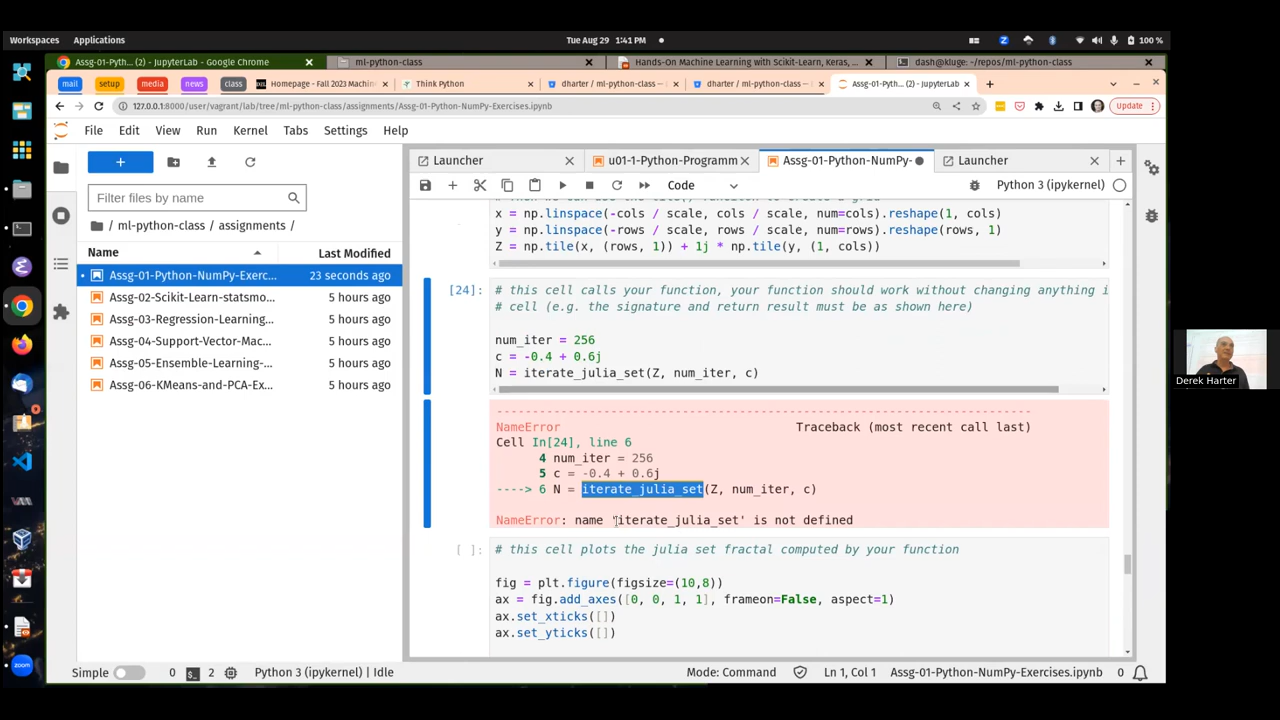 Workspaces Applications Tue Aug 29 1:41 PM 100 %
Assg-01-Pyth... (2) - JupyterLab - Google Chrome ml-python-class Hands-On Machine Learning with Scikit-Learn, Keras, ... dash@kluge: ~/repos/ml-python-class
mail setup media news class Homepage - Fall 2023 Machin Think Python dharter / ml-python-class — dharter / ml-python-class — Assg-01-Pyth... (2) - JupyterLab
127.0.0.1:8000/user/vagrant/lab/tree/ml-python-class/assignments/Assg-01-Python-NumPy-Exercises.ipynb Update
File Edit View Run Kernel Tabs Settings Help
Launcher u01-1-Python-Programm Assg-01-Python-NumPy- Launcher
Code Python 3 (ipykernel)
Filter files by name
/ ml-python-class / assignments /
Name Last Modified
Assg-01-Python-NumPy-Exerc... 23 seconds ago
Assg-02-Scikit-Learn-statsmo... 5 hours ago
Assg-03-Regression-Learning... 5 hours ago
Assg-04-Support-Vector-Mac... 5 hours ago
Assg-05-Ensemble-Learning-... 5 hours ago
Assg-06-KMeans-and-PCA-Ex... 5 hours ago
x = np.linspace(-cols / scale, cols / scale, num=cols).reshape(1, cols)
y = np.linspace(-rows / scale, rows / scale, num=rows).reshape(rows, 1)
Z = np.tile(x, (rows, 1)) + 1j * np.tile(y, (1, cols))
[24]: # this cell calls your function, your function should work without changing anything i
# cell (e.g. the signature and return result must be as shown here)
num_iter = 256
c = -0.4 + 0.6j
N = iterate_julia_set(Z, num_iter, c)
---------------------------------------------------------------------------
NameError Traceback (most recent call last)
Cell In[24], line 6
4 num_iter = 256
5 c = -0.4 + 0.6j
----> 6 N = iterate_julia_set(Z, num_iter, c)
NameError: name 'iterate_julia_set' is not defined
[ ]: # this cell plots the julia set fractal computed by your function
fig = plt.figure(figsize=(10,8))
ax = fig.add_axes([0, 0, 1, 1], frameon=False, aspect=1)
ax.set_xticks([])
ax.set_yticks([])
Simple 0 2 Python 3 (ipykernel) | Idle Mode: Command Ln 1, Col 1 Assg-01-Python-NumPy-Exercises.ipynb 0
Derek Harter